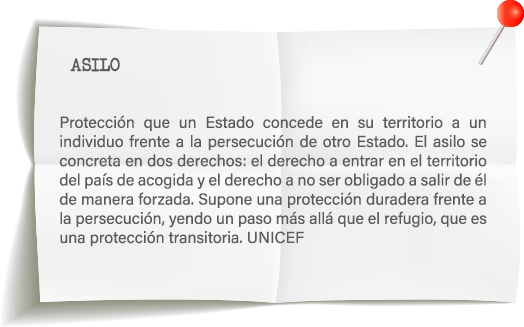 ASILO
Protección que un Estado concede en su territorio a un
individuo frente a la persecución de otro Estado. El asilo se
concreta en dos derechos: el derecho a entrar en el territorio
del país de acogida y el derecho a no ser obligado a salir de él
de manera forzada. Supone una protección duradera frente a
la persecución, yendo un paso más allá que el refugio, que es
una protección transitoria. UNICEF